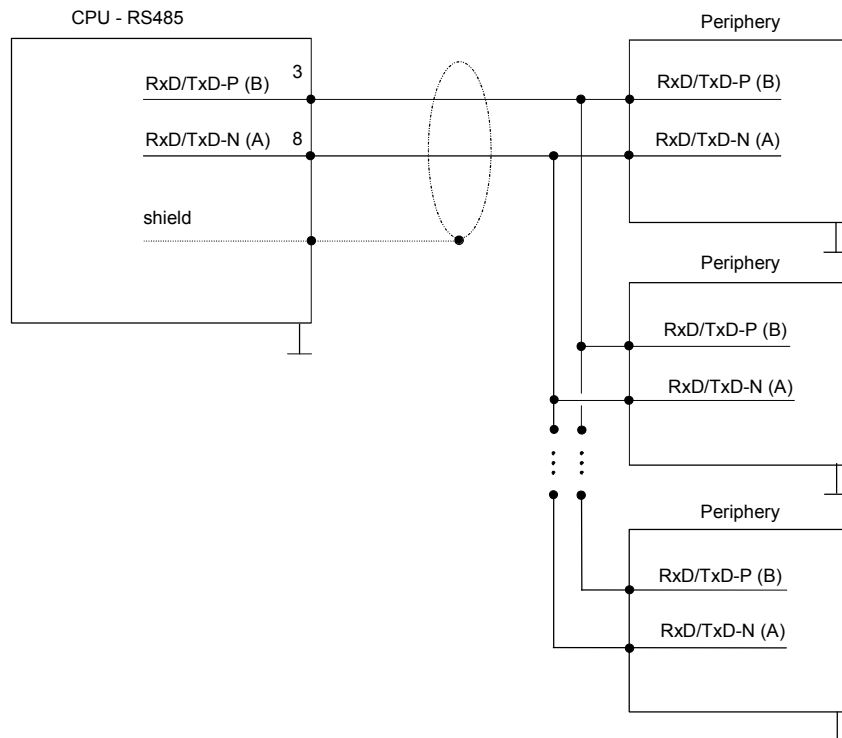 CPU - RS485
RxD/TxD-P (B)
3
RxD/TxD-N (A)
8
shield
Periphery
RxD/TxD-P (B)
RxD/TxD-N (A)
Periphery
RxD/TxD-P (B)
RxD/TxD-N (A)
Periphery
RxD/TxD-P (B)
RxD/TxD-N (A)